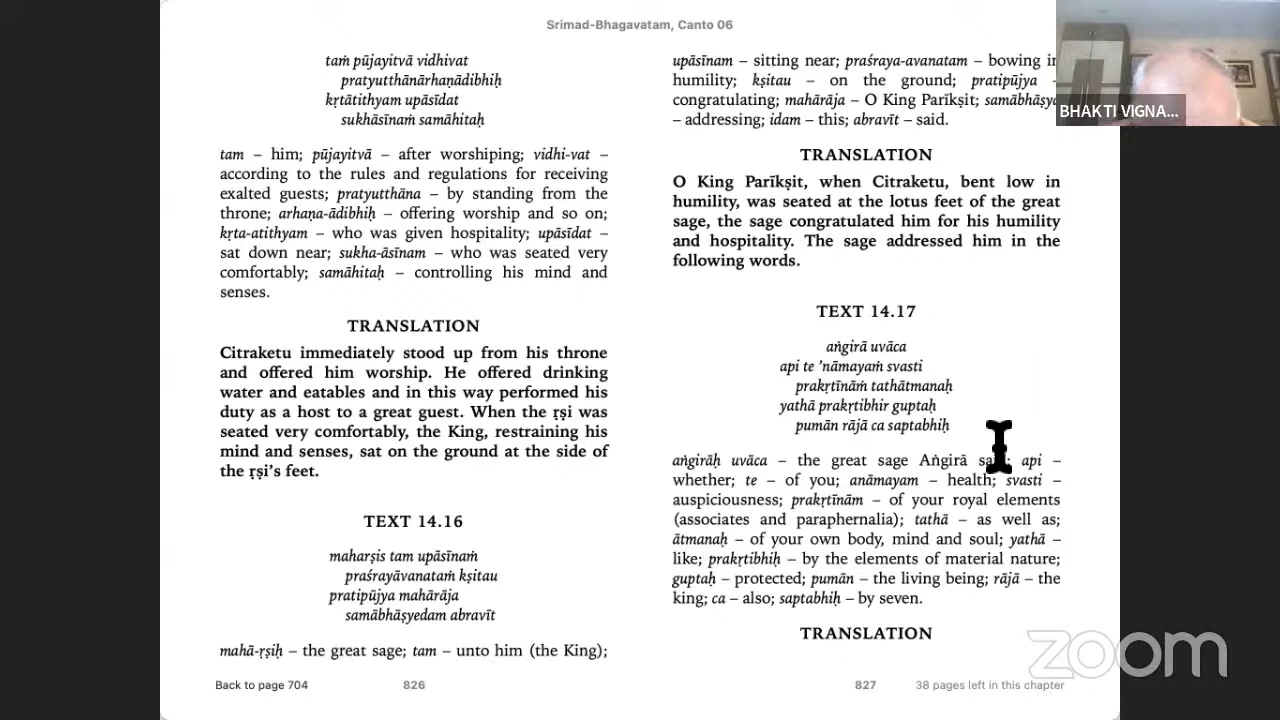 Srimad-Bhagavatam, Canto 06
taṁ pūjayitvā vidhivat
pratyutthānārhaṇādibhiḥ
kṛtātithyam upāsīdat
sukhāsīnaṁ samāhitaḥ
tam – him; pūjayitvā – after worshiping; vidhi-vat –
according to the rules and regulations for receiving
exalted guests; pratyutthāna – by standing from the
throne; arhaṇa-ādibhiḥ – offering worship and so on;
kṛta-atithyam – who was given hospitality; upāsīdat –
sat down near; sukha-āsīnam – who was seated very
comfortably; samāhitaḥ – controlling his mind and
senses.
TRANSLATION
Citraketu immediately stood up from his throne
and offered him worship. He offered drinking
water and eatables and in this way performed his
duty as a host to a great guest. When the ṛṣi was
seated very comfortably, the King, restraining his
mind and senses, sat on the ground at the side of
the ṛṣi’s feet.
TEXT 14.16
maharṣis tam upāsīnaṁ
praśrayāvanataṁ kṣitau
pratipūjya mahārāja
samābhāṣyedam abravīt
mahā-ṛṣiḥ – the great sage; tam – unto him (the King);
Back to page 704
826
upāsīnam – sitting near; praśraya-avanatam – bowing in
humility; kṣitau – on the ground; pratipūjya –
congratulating; mahārāja – O King Parīkṣit; samābhāṣya
– addressing; idam – this; abravīt – said.
TRANSLATION
O King Parīkṣit, when Citraketu, bent low in
humility, was seated at the lotus feet of the great
sage, the sage congratulated him for his humility
and hospitality. The sage addressed him in the
following words.
TEXT 14.17
aṅgirā uvāca
api te ’nāmayaṁ svasti
prakṛtīnāṁ tathātmanaḥ
yathā prakṛtibhir guptaḥ
pumān rājā ca saptabhiḥ
aṅgirāḥ uvāca – the great sage Aṅgirā api –
whether; te – of you; anāmayam – health; svasti –
auspiciousness; prakṛtīnām – of your royal elements
(associates and paraphernalia); tathā – as well as;
ātmanaḥ – of your own body, mind and soul; yathā –
like; prakṛtibhiḥ – by the elements of material nature;
guptaḥ – protected; pumān – the living being; rājā – the
king; ca – also; saptabhiḥ – by seven.
TRANSLATION
827
38 pages left in this chapter
BHAKTI VIGNA...
zoom